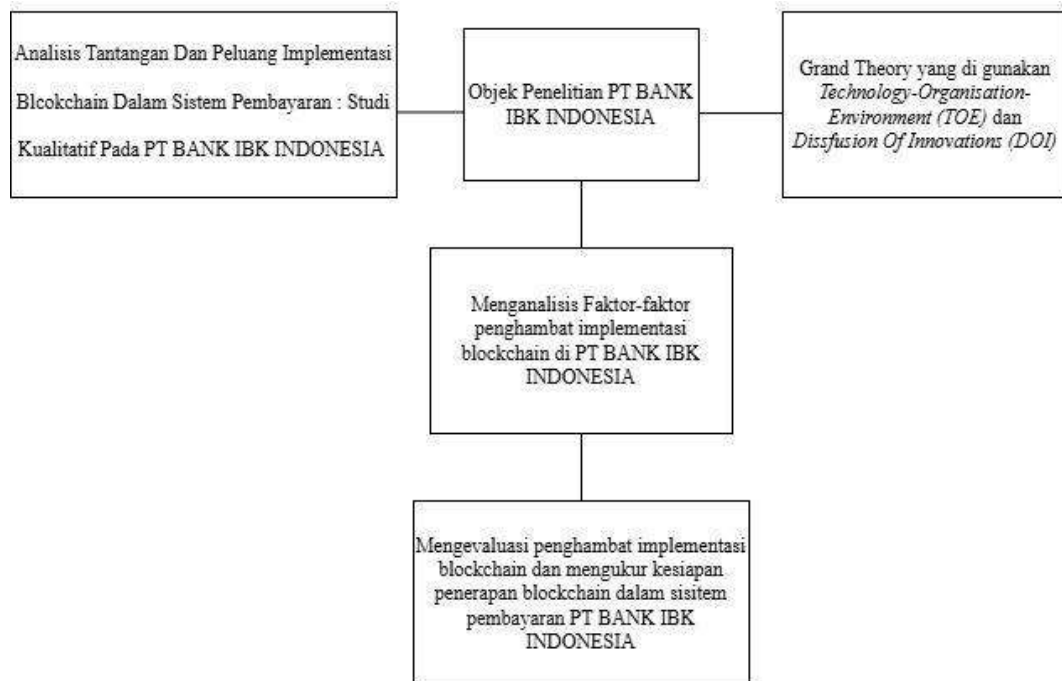 Analisis Tantangan Dan Peluang Implementasi
Blcokchain Dalam Sistem Pembayaran : Studi
Kualitatif Pada PT BANK IBK INDONESIA
Objek Penelitian PT BANK
IBK INDONESIA
Grand Theory yang di gunakan
Technology-Organisation-
Environment (TOE) dan
Dissfusion Of Innovations (DOI)
Menganalisis Faktor-faktor
penghambat implementasi
blockchain di PT BANK IBK
INDONESIA
Mengevaluasi penghambat implementasi
blockchain dan mengukur kesiapan
penerapan blockchain dalam sisitem
pembayaran PT BANK IBK
INDONESIA